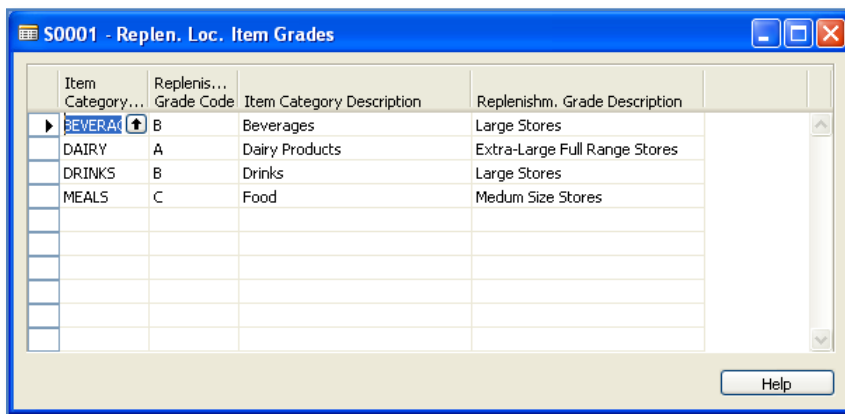 S0001 - Replen. Loc. Item Grades
Item Category... Replenis... Grade Code Item Category Description Replenishm. Grade Description
BEVERAC B Beverages Large Stores
DAIRY A Dairy Products Extra-Large Full Range Stores
DRINKS B Drinks Large Stores
MEALS C Food Medum Size Stores
Help